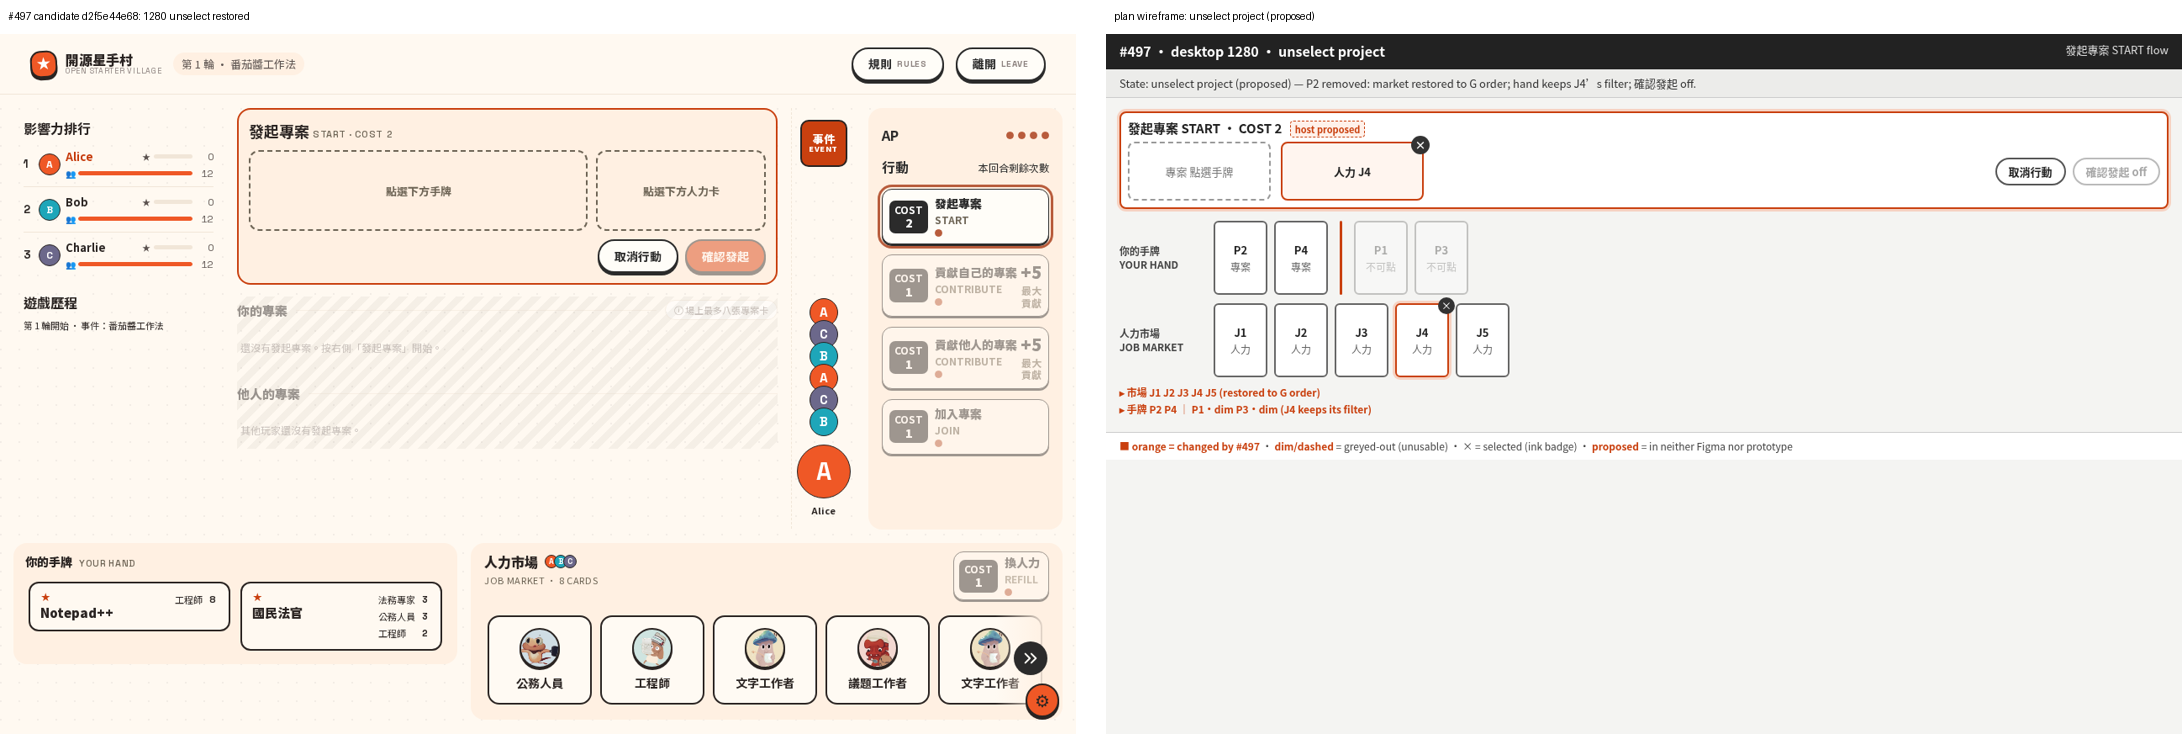 #497 candidate d2f5e44e68: 1280 unselect restored
開源星手村
OPEN STARTER VILLAGE
第 1 輪 · 番茄醬工作法
規則 RULES
離開 LEAVE
影響力排行
1 A Alice ★ 0
12
2 B Bob ★ 0
12
3 C Charlie ★ 0
12
遊戲歷程
第 1 輪開始 · 事件：番茄醬工作法
發起專案 START · COST 2
點選下方手牌
點選下方人力卡
取消行動
確認發起
你的專案
場上最多八張專案卡
還沒有發起專案。按右側「發起專案」開始。
他人的專案
其他玩家還沒有發起專案。
事件
EVENT
A
C
B
A
C
B
A
Alice
AP
行動
本回合剩餘次數
COST 2
發起專案
START
COST 1
貢獻自己的專案
CONTRIBUTE
+5
最大
貢獻
COST 1
貢獻他人的專案
CONTRIBUTE
+5
最大
貢獻
COST 1
加入專案
JOIN
你的手牌 YOUR HAND
★
Notepad++
工程師 8
★
國民法官
法務專家 3
公務人員 3
工程師 2
人力市場 A B C
JOB MARKET · 8 CARDS
COST 1
換人力
REFILL
公務人員
工程師
文字工作者
議題工作者
文字工作者
plan wireframe: unselect project (proposed)
#497 · desktop 1280 · unselect project
發起專案 START flow
State: unselect project (proposed) — P2 removed: market restored to G order; hand keeps J4’s filter; 確認發起 off.
發起專案 START · COST 2 host proposed
專案 點選手牌
人力 J4
×
取消行動
確認發起 off
你的手牌
YOUR HAND
P2
專案
P4
專案
P1
不可點
P3
不可點
人力市場
JOB MARKET
J1
人力
J2
人力
J3
人力
J4
人力
×
J5
人力
▸ 市場 J1 J2 J3 J4 J5 (restored to G order)
▸ 手牌 P2 P4 | P1·dim P3·dim (J4 keeps its filter)
■ orange = changed by #497 · dim/dashed = greyed-out (unusable) · × = selected (ink badge) · proposed = in neither Figma nor prototype